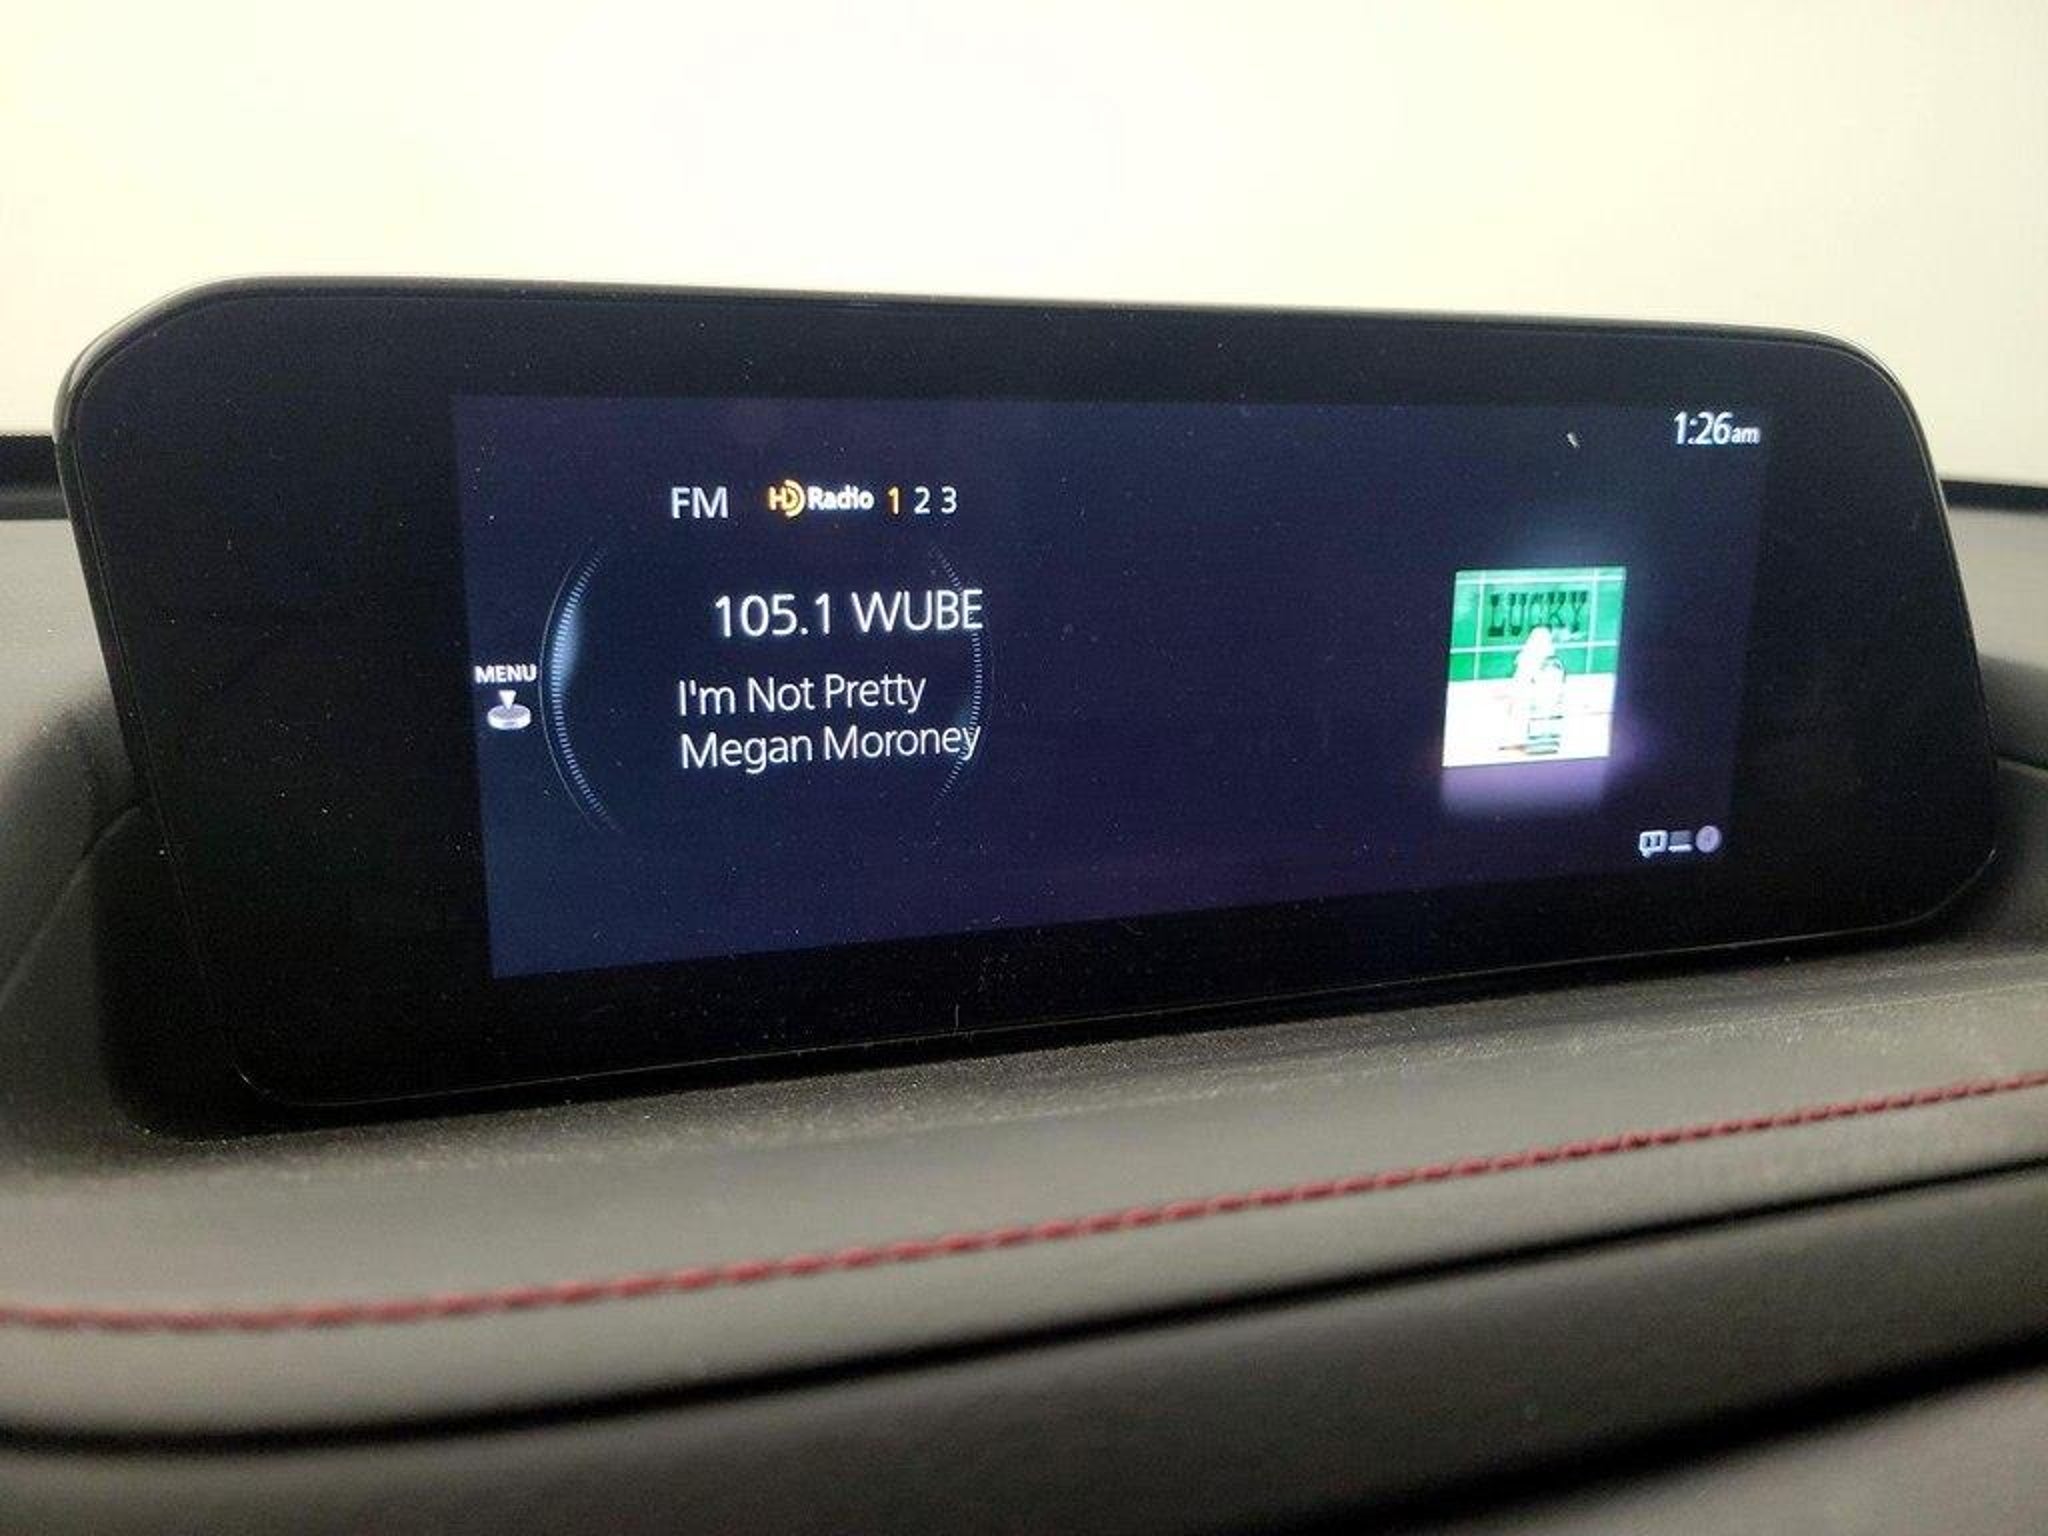 1:26am
FM HD Radio 1 2 3
105.1 WUBE
MENU
I'm Not Pretty
Megan Moroney
LUCKY